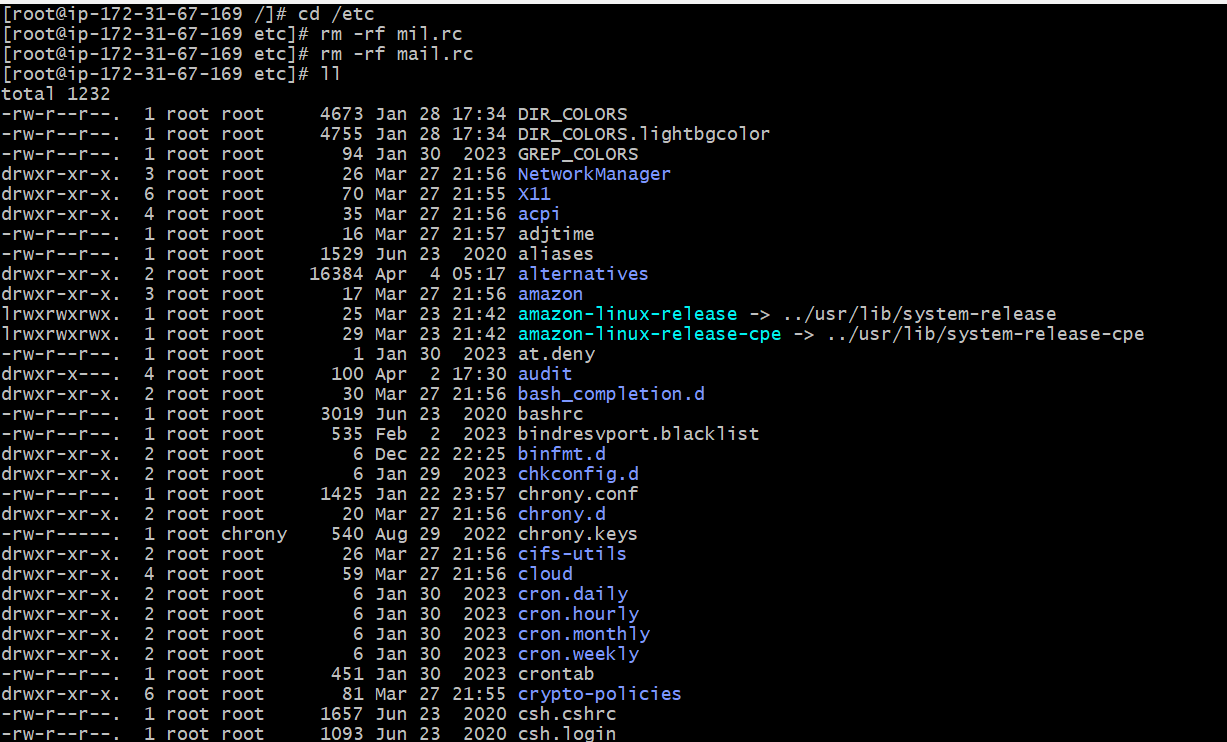 [root@ip-172-31-67-169 /]# cd /etc
[root@ip-172-31-67-169 etc]# rm -rf mil.rc
[root@ip-172-31-67-169 etc]# rm -rf mail.rc
[root@ip-172-31-67-169 etc]# ll
total 1232
-rw-r--r--.  1 root root     4673 Jan 28 17:34 DIR_COLORS
-rw-r--r--.  1 root root     4755 Jan 28 17:34 DIR_COLORS.lightbgcolor
-rw-r--r--.  1 root root       94 Jan 30  2023 GREP_COLORS
drwxr-xr-x.  3 root root       26 Mar 27 21:56 NetworkManager
drwxr-xr-x.  6 root root       70 Mar 27 21:55 X11
drwxr-xr-x.  4 root root       35 Mar 27 21:56 acpi
-rw-r--r--.  1 root root       16 Mar 27 21:57 adjtime
-rw-r--r--.  1 root root     1529 Jun 23  2020 aliases
drwxr-xr-x.  2 root root    16384 Apr  4 05:17 alternatives
drwxr-xr-x.  3 root root       17 Mar 27 21:56 amazon
lrwxrwxrwx.  1 root root       25 Mar 23 21:42 amazon-linux-release -> ../usr/lib/system-release
lrwxrwxrwx.  1 root root       29 Mar 23 21:42 amazon-linux-release-cpe -> ../usr/lib/system-release-cpe
-rw-r--r--.  1 root root        1 Jan 30  2023 at.deny
drwxr-x---.  4 root root      100 Apr  2 17:30 audit
drwxr-xr-x.  2 root root       30 Mar 27 21:56 bash_completion.d
-rw-r--r--.  1 root root     3019 Jun 23  2020 bashrc
-rw-r--r--.  1 root root      535 Feb  2  2023 bindresvport.blacklist
drwxr-xr-x.  2 root root        6 Dec 22 22:25 binfmt.d
drwxr-xr-x.  2 root root        6 Jan 29  2023 chkconfig.d
-rw-r--r--.  1 root root     1425 Jan 22 23:57 chrony.conf
drwxr-xr-x.  2 root root       20 Mar 27 21:56 chrony.d
-rw-r-----.  1 root chrony    540 Aug 29  2022 chrony.keys
drwxr-xr-x.  2 root root       26 Mar 27 21:56 cifs-utils
drwxr-xr-x.  4 root root       59 Mar 27 21:56 cloud
drwxr-xr-x.  2 root root        6 Jan 30  2023 cron.daily
drwxr-xr-x.  2 root root        6 Jan 30  2023 cron.hourly
drwxr-xr-x.  2 root root        6 Jan 30  2023 cron.monthly
drwxr-xr-x.  2 root root        6 Jan 30  2023 cron.weekly
-rw-r--r--.  1 root root      451 Jan 30  2023 crontab
drwxr-xr-x.  6 root root       81 Mar 27 21:55 crypto-policies
-rw-r--r--.  1 root root     1657 Jun 23  2020 csh.cshrc
-rw-r--r--.  1 root root     1093 Jun 23  2020 csh.login